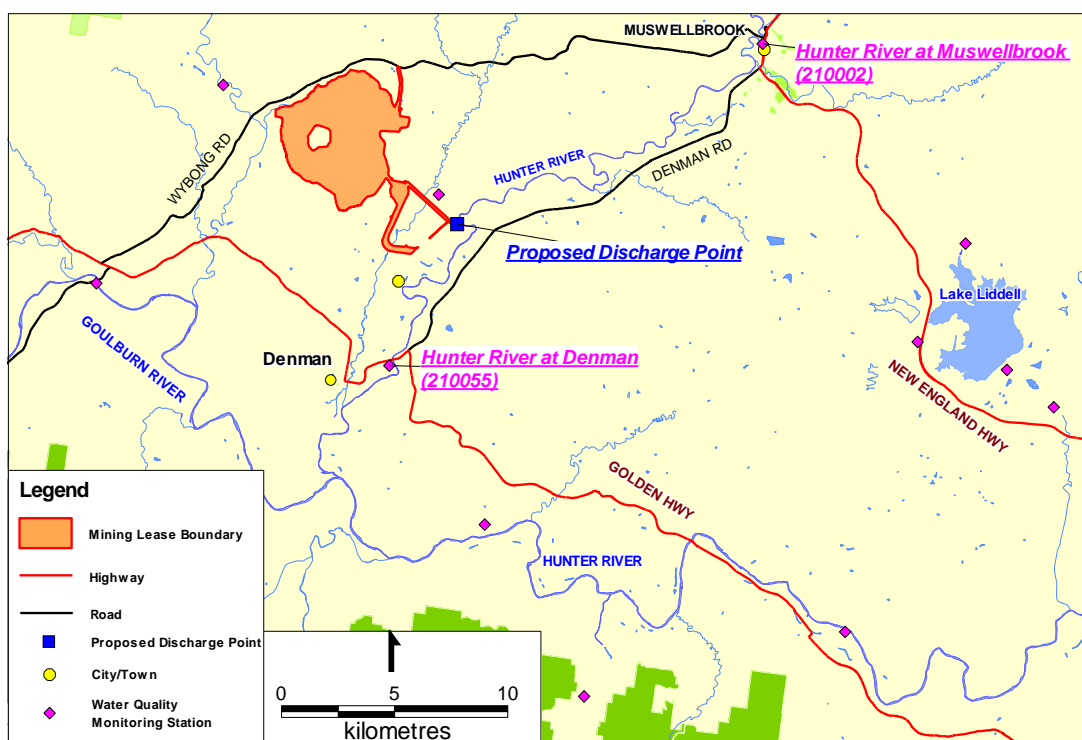 MUSWELLBROOK
Hunter River at Muswellbrook
(210002)
WYBONG RD
HUNTER RIVER
DENMAN RD
Proposed Discharge Point
Lake Liddell
GOULBURN RIVER
Denman
Hunter River at Denman
(210055)
NEW ENGLAND HWY
GOLDEN HWY
HUNTER RIVER
Legend
Mining Lease Boundary
Highway
Road
Proposed Discharge Point
City/Town
Water Quality
Monitoring Station
0 5 10
kilometres